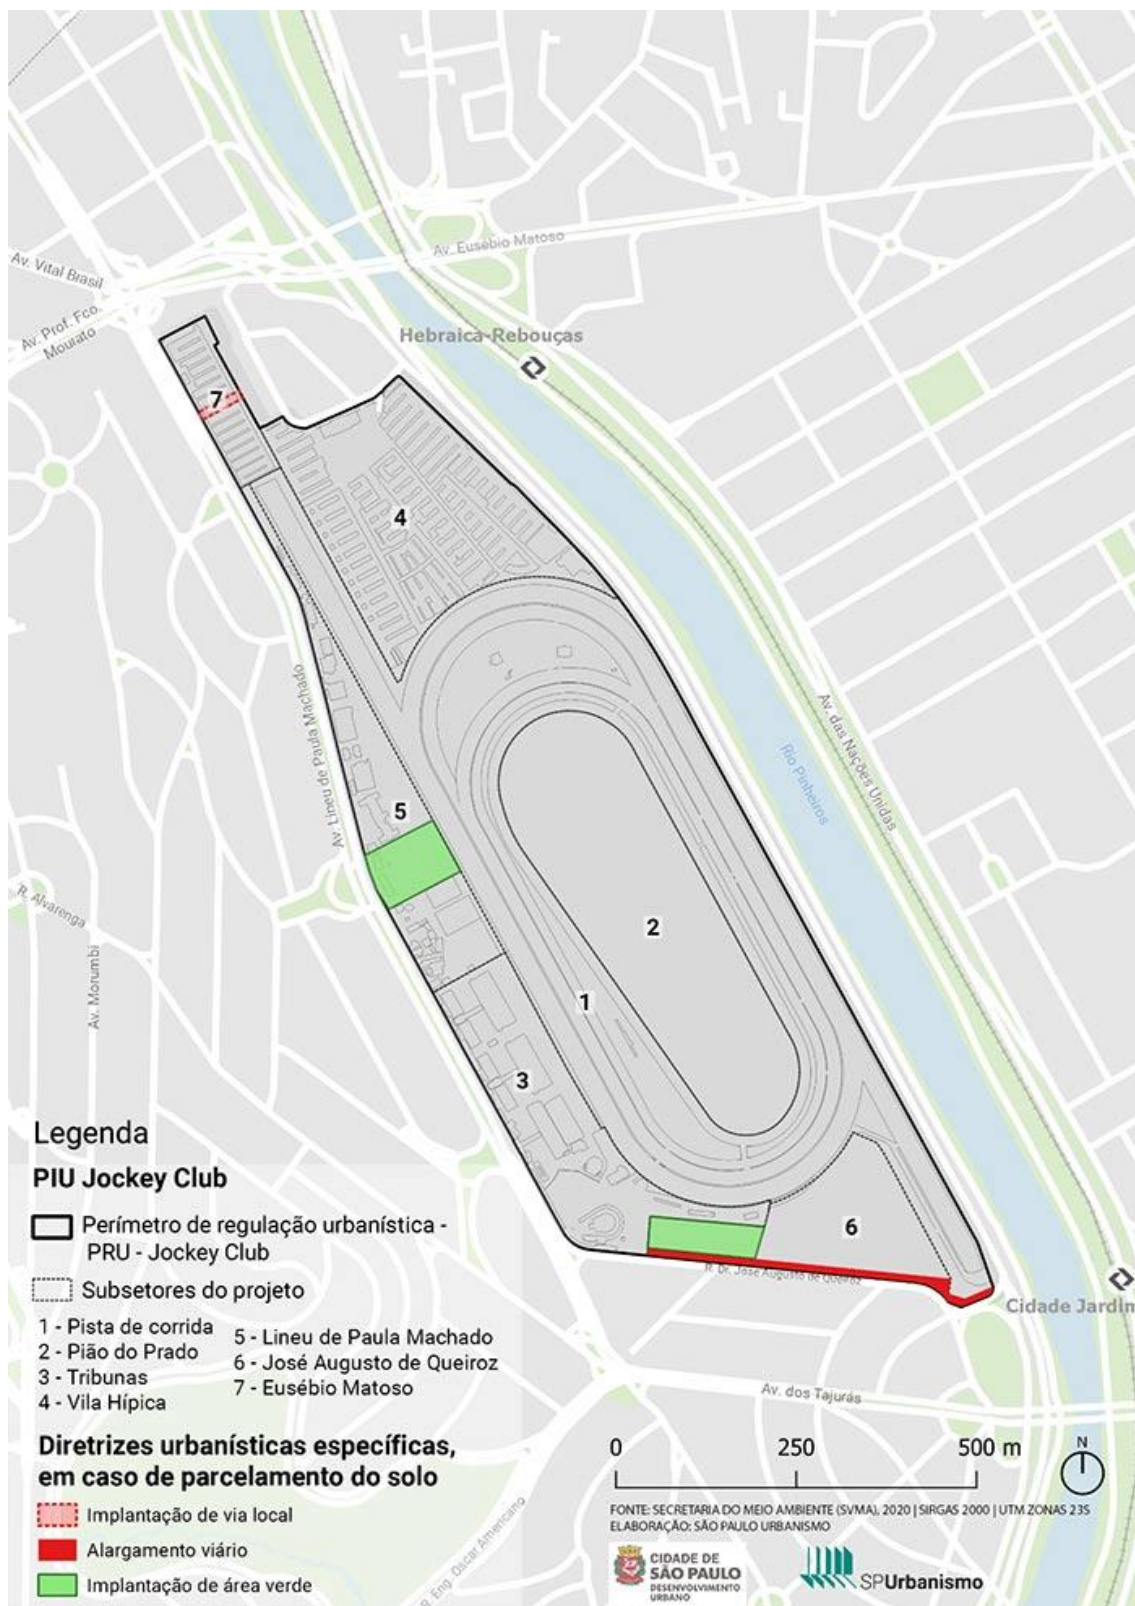 Av. Eusébio Matoso
Av. Vital Brasil
Av. Prof. Fco.
Mourato
Hebraica-Rebouças
7
4
Av. Lineu de Paula Machado
Av. das Nações Unidas
Rio Pinheiros
5
R. Alvarenga
2
Av. Morumbi
1
3
6
R. Dr. José Augusto de Queiroz
Cidade Jardim
Av. dos Tajurás
R. Eng. Oscar Americano
Legenda
PIU Jockey Club
Perímetro de regulação urbanística -
PRU - Jockey Club
Subsetores do projeto
1 - Pista de corrida
2 - Pião do Prado
3 - Tribunas
4 - Vila Hípica
5 - Lineu de Paula Machado
6 - José Augusto de Queiroz
7 - Eusébio Matoso
Diretrizes urbanísticas específicas,
em caso de parcelamento do solo
Implantação de via local
Alargamento viário
Implantação de área verde
0 250 500 m
N
FONTE: SECRETARIA DO MEIO AMBIENTE (SVMA), 2020 | SIRGAS 2000 | UTM ZONAS 23S
ELABORAÇÃO: SÃO PAULO URBANISMO
CIDADE DE
SÃO PAULO
DESENVOLVIMENTO
URBANO
SPUrbanismo